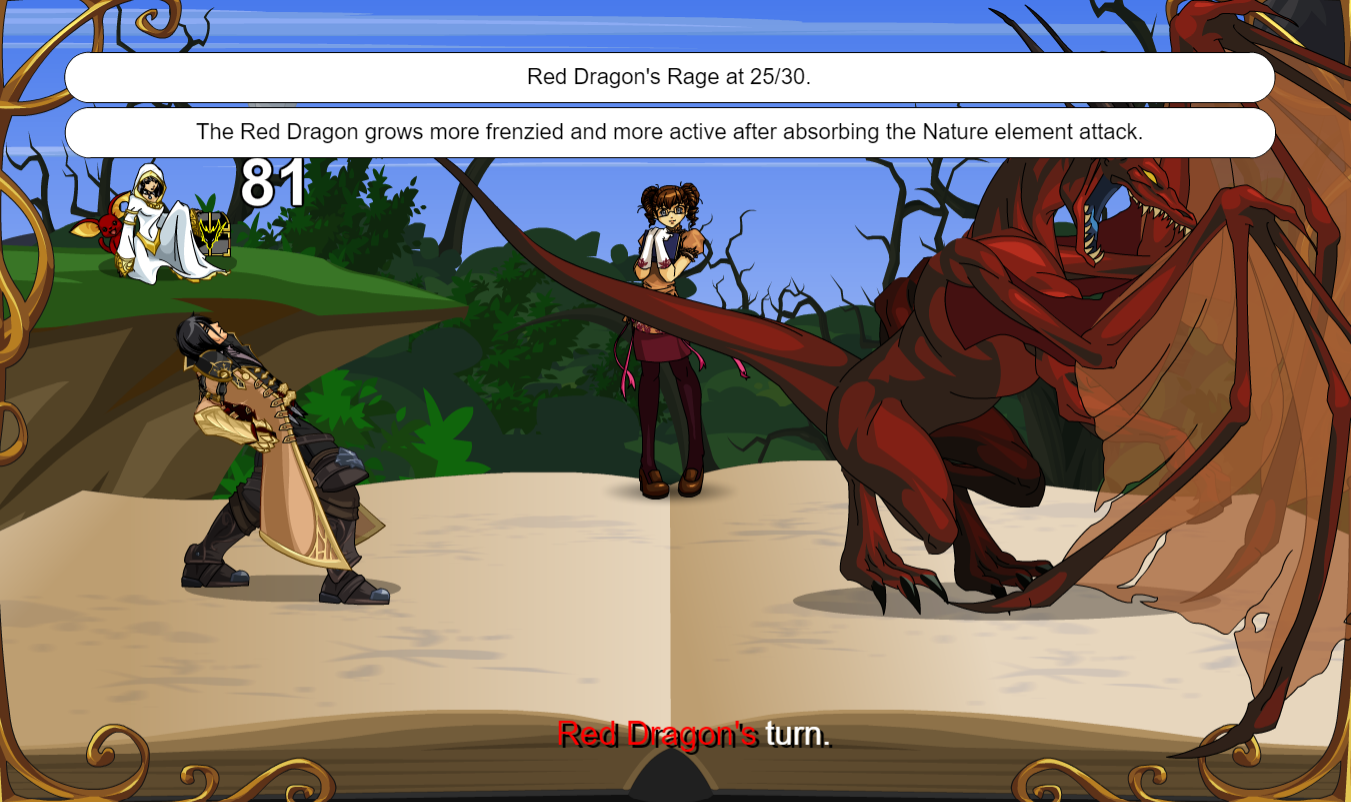 Red Dragon's Rage at 25/30.
The Red Dragon grows more frenzied and more active after absorbing the Nature element attack.
81
Red Dragon's turn.